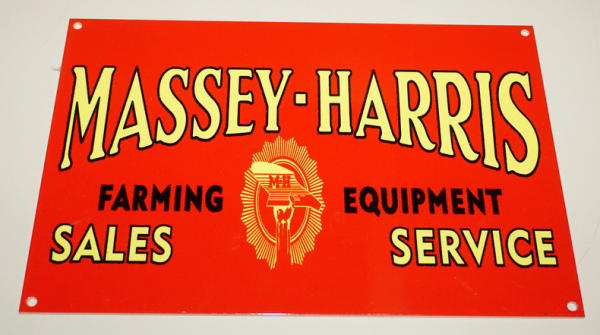 MASSEY-HARRIS
M-H
FARMING EQUIPMENT
SALES SERVICE